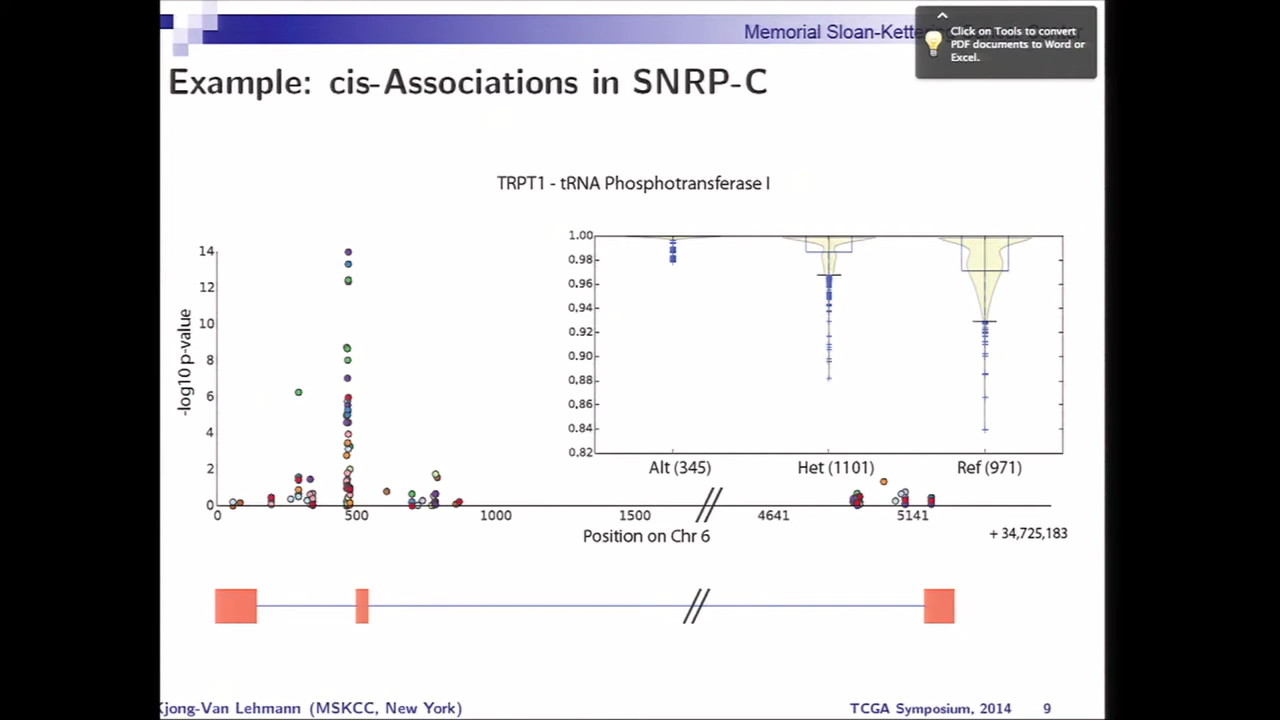 Memorial Sloan-Kette
Click on Tools to convert
PDF documents to Word or
Excel.
Example: cis-Associations in SNRP-C
TRPT1 - tRNA Phosphotransferase I
-log10 p-value
14
12
10
8
6
4
2
0
1.00
0.98
0.96
0.94
0.92
0.90
0.88
0.86
0.84
0.82
Alt (345) Het (1101) Ref (971)
0 500 1000 1500 4641 5141
Position on Chr 6
+ 34,725,183
Kjong-Van Lehmann (MSKCC, New York) TCGA Symposium, 2014 9